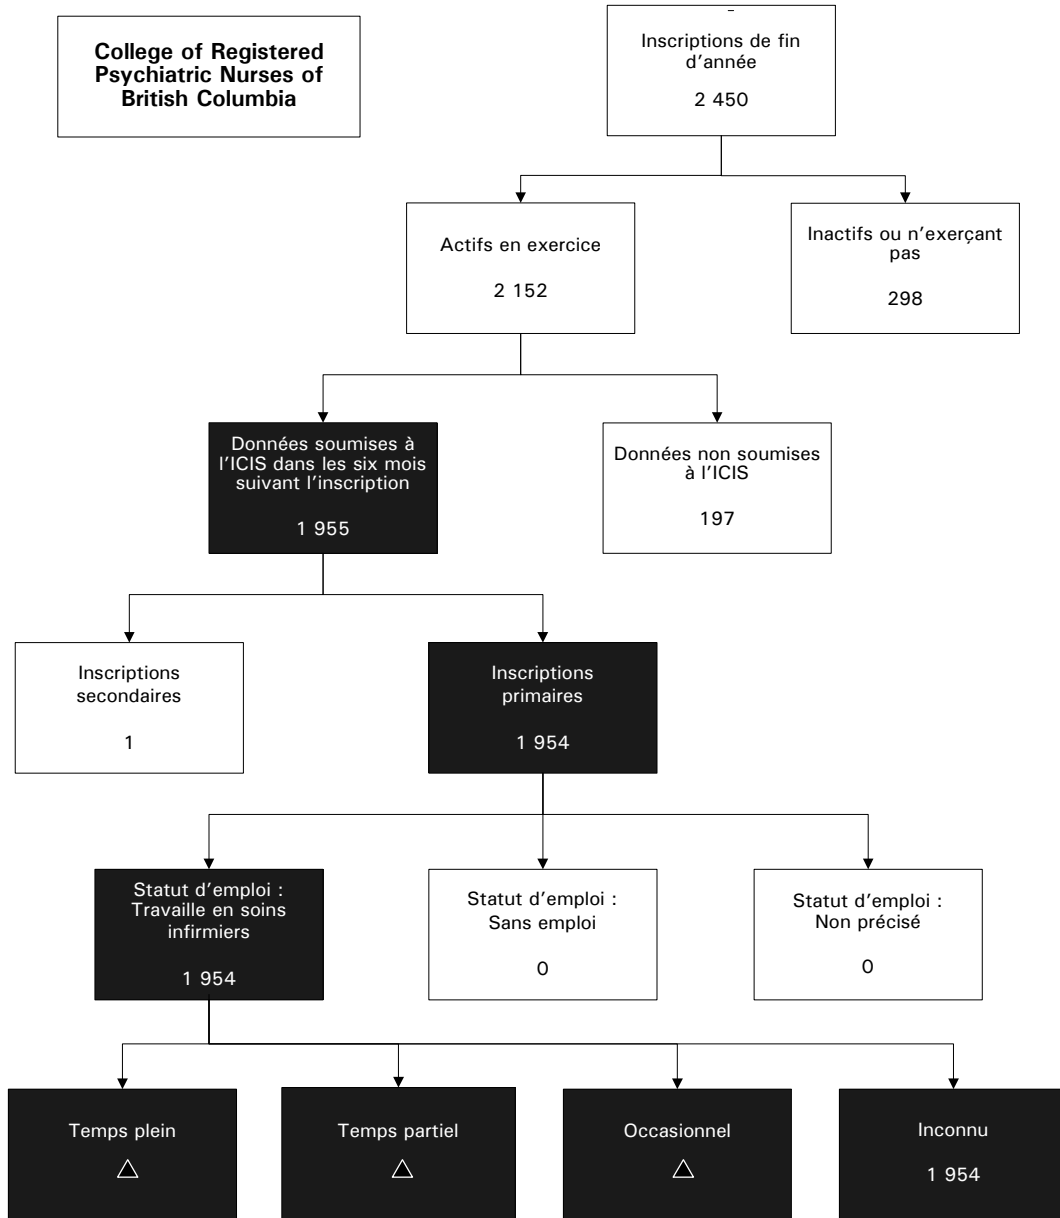 College of Registered
Psychiatric Nurses of
British Columbia
Inscriptions de fin
d'année
2 450
Actifs en exercice
2 152
Inactifs ou n'exerçant
pas
298
Données soumises à
l'ICIS dans les six mois
suivant l'inscription
1 955
Données non soumises
à l'ICIS
197
Inscriptions
secondaires
1
Inscriptions
primaires
1 954
Statut d'emploi :
Travaille en soins
infirmiers
1 954
Statut d'emploi :
Sans emploi
0
Statut d'emploi :
Non précisé
0
Temps plein
△
Temps partiel
△
Occasionnel
△
Inconnu
1 954